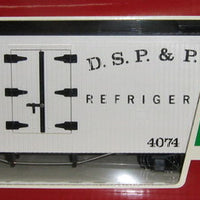 D. S. P. & P.
REFRIGER
4074